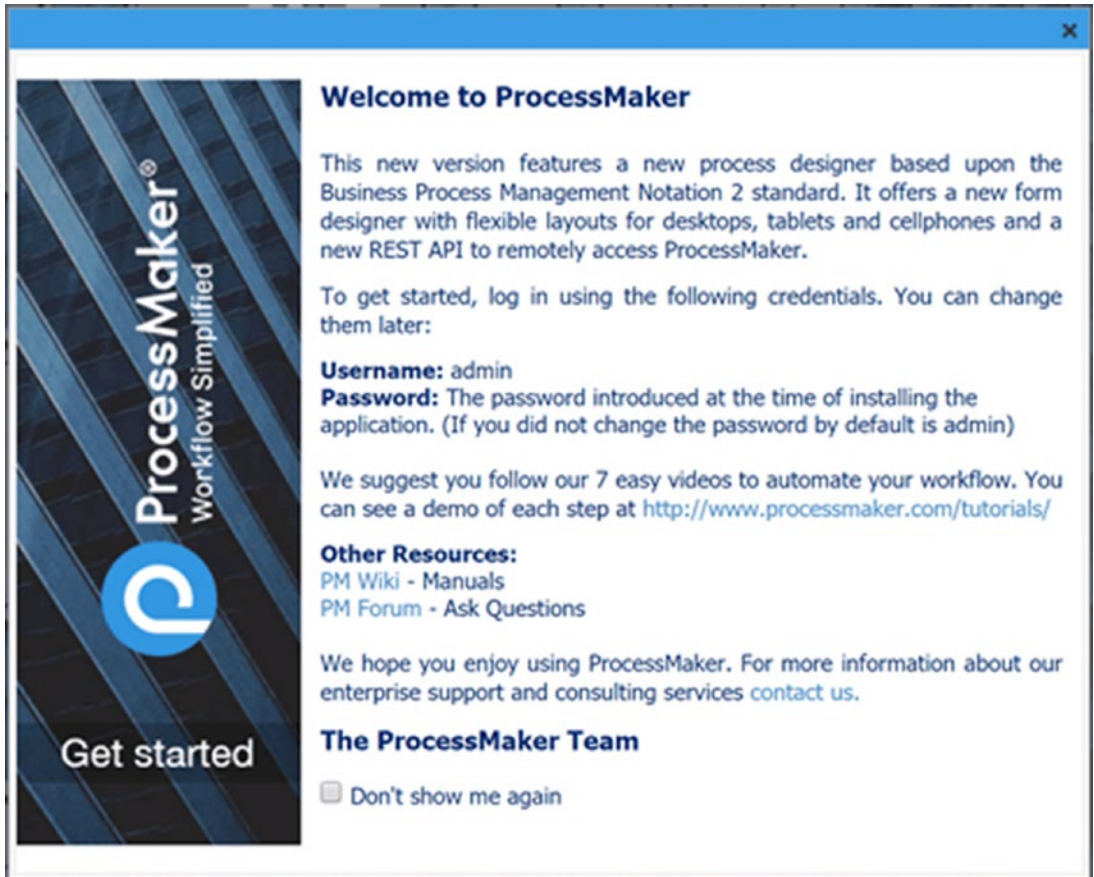 ×
ProcessMaker®
Workflow Simplified
Get started
Welcome to ProcessMaker
This new version features a new process designer based upon the
Business Process Management Notation 2 standard. It offers a new form
designer with flexible layouts for desktops, tablets and cellphones and a
new REST API to remotely access ProcessMaker.
To get started, log in using the following credentials. You can change
them later:
Username: admin
Password: The password introduced at the time of installing the
application. (If you did not change the password by default is admin)
We suggest you follow our 7 easy videos to automate your workflow. You
can see a demo of each step at http://www.processmaker.com/tutorials/
Other Resources:
PM Wiki - Manuals
PM Forum - Ask Questions
We hope you enjoy using ProcessMaker. For more information about our
enterprise support and consulting services contact us.
The ProcessMaker Team
Don't show me again